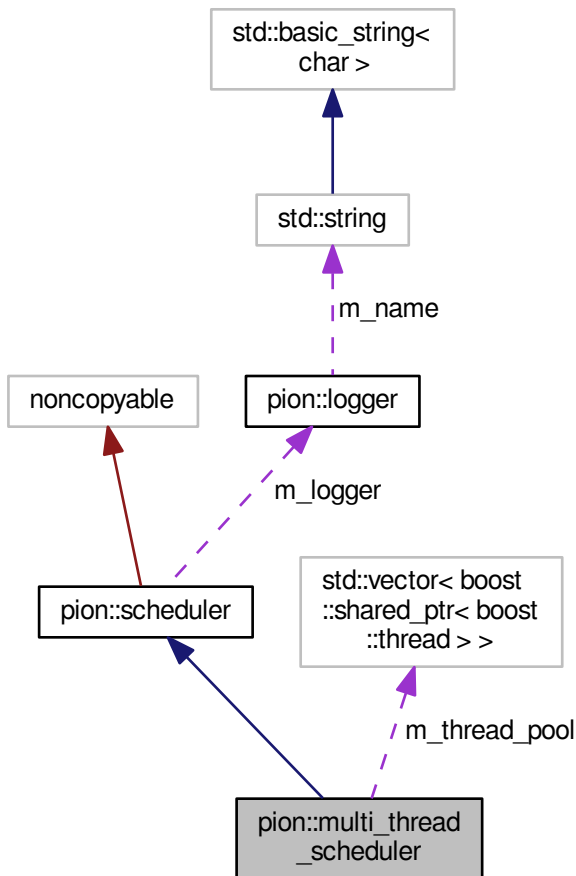 std::basic_string<
char >
std::string
m_name
noncopyable
pion::logger
m_logger
std::vector< boost
::shared_ptr< boost
::thread > >
pion::scheduler
m_thread_pool
pion::multi_thread
_scheduler